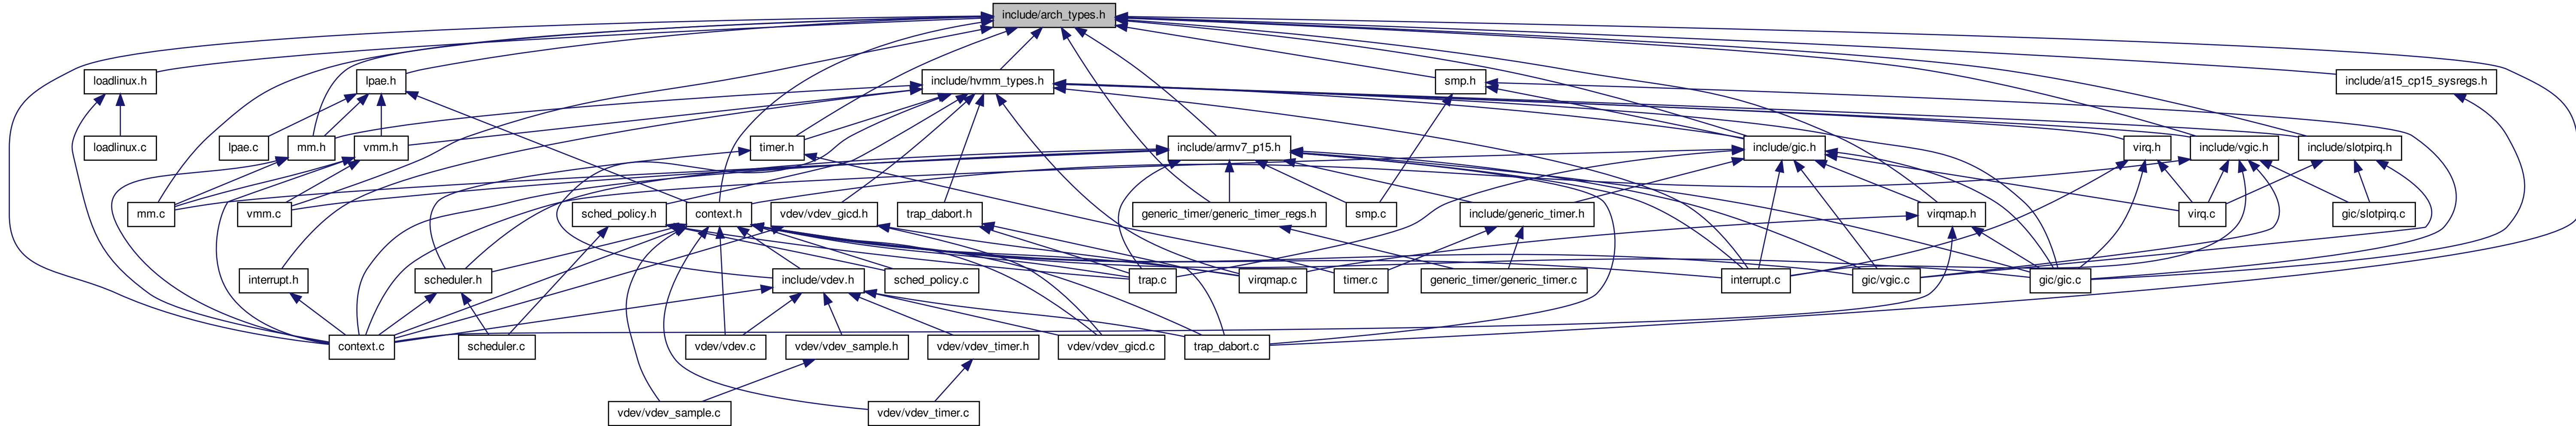 include/arch_types.h
loadlinux.h
lpae.h
include/hvmm_types.h
smp.h
include/a15_cp15_sysregs.h
loadlinux.c
lpae.c
mm.h
vmm.h
timer.h
include/armv7_p15.h
include/gic.h
virq.h
include/vgic.h
include/slotpirq.h
mm.c
vmm.c
sched_policy.h
context.h
vdev/vdev_gicd.h
trap_dabort.h
generic_timer/generic_timer_regs.h
smp.c
include/generic_timer.h
virqmap.h
virq.c
gic/slotpirq.c
interrupt.h
scheduler.h
include/vdev.h
sched_policy.c
trap.c
virqmap.c
timer.c
generic_timer/generic_timer.c
interrupt.c
gic/vgic.c
gic/gic.c
context.c
scheduler.c
vdev/vdev.c
vdev/vdev_sample.h
vdev/vdev_timer.h
vdev/vdev_gicd.c
trap_dabort.c
vdev/vdev_sample.c
vdev/vdev_timer.c